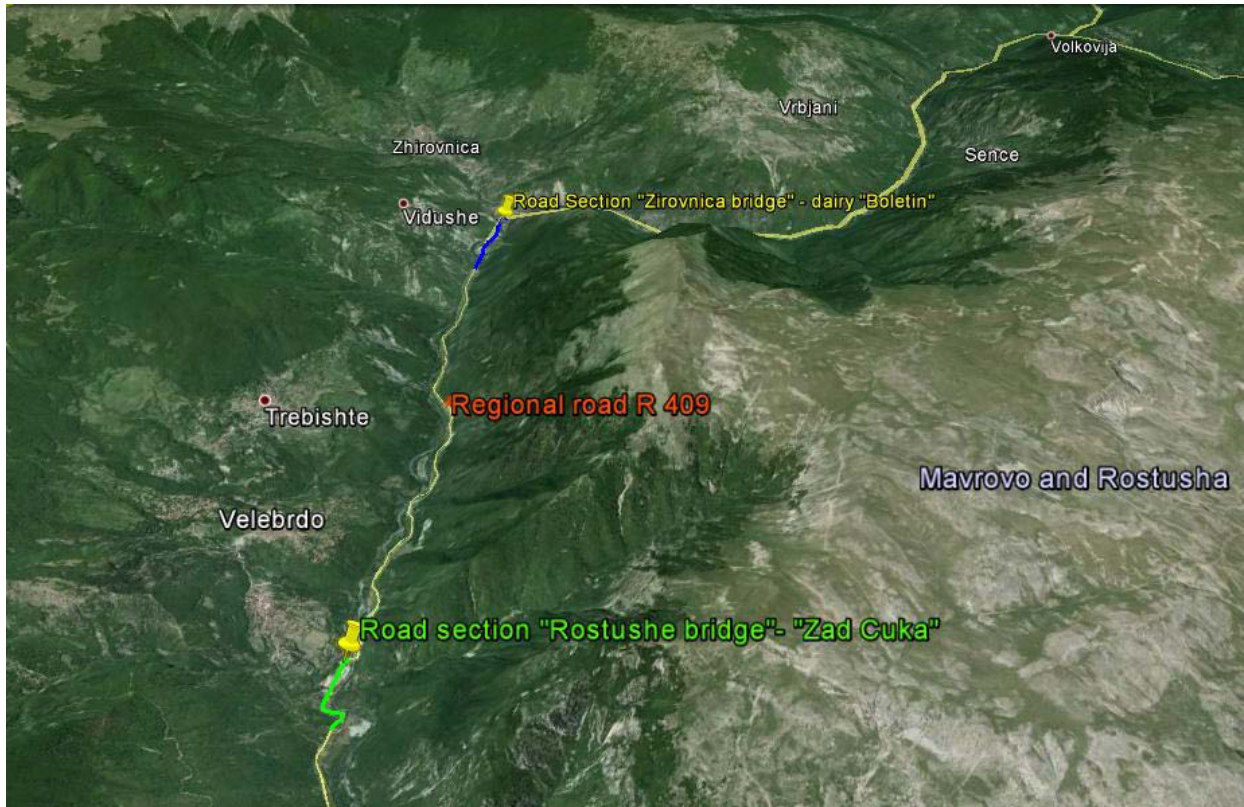 Volkovija
Vrbjani
Zhirovnica
Sence
Road Section "Zirovnica bridge" - dairy "Boletin"
Vidushe
Regional road R 409
Trebishte
Mavrovo and Rostusha
Velebrdo
Road section "Rostushe bridge"- "Zad Cuka"